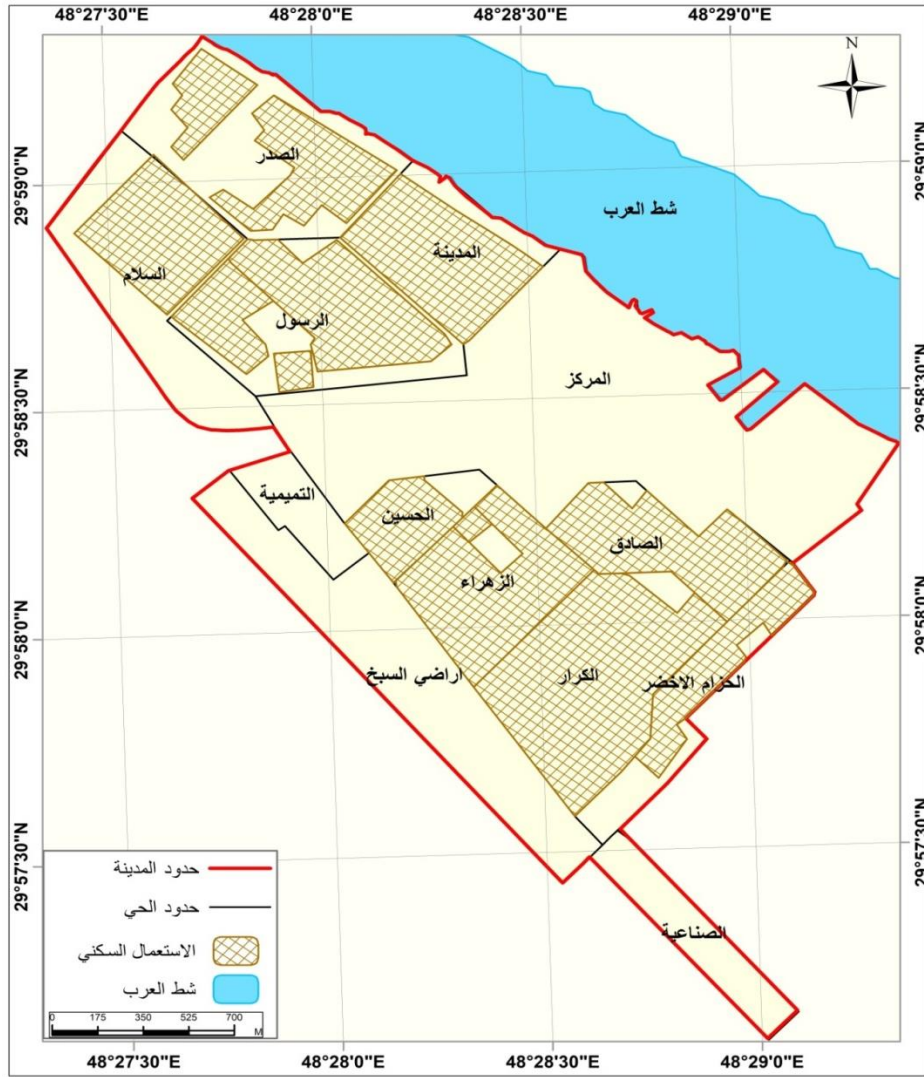 48°27'30"E 48°28'0"E 48°28'30"E 48°29'0"E
N
29°59'0"N
29°59'0"N
الصدر
شط العرب
المدينة
السلام
الرسول
المركز
29°58'30"N
29°58'30"N
التميمية
الحسين
الصادق
الزهراء
29°58'0"N
29°58'0"N
اراضي السبخ
الكرار
الحزام الاخضر
29°57'30"N
29°57'30"N
الصناعية
حدود المدينة
حدود الحي
الاستعمال السكني
شط العرب
0 175 350 525 700
M
48°27'30"E 48°28'0"E 48°28'30"E 48°29'0"E